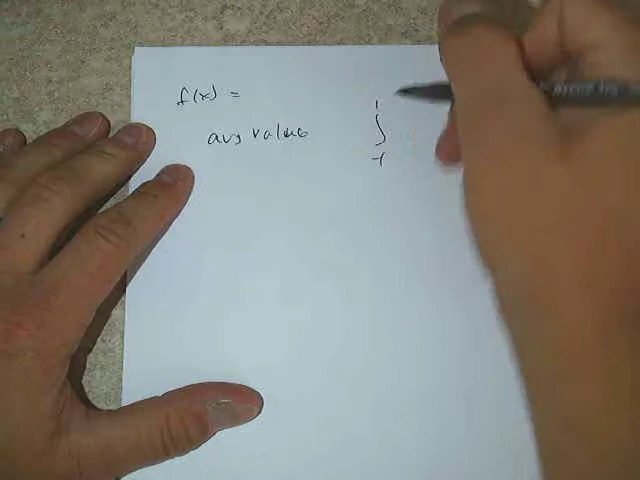 f(x) =
avg value
1
∫
-1